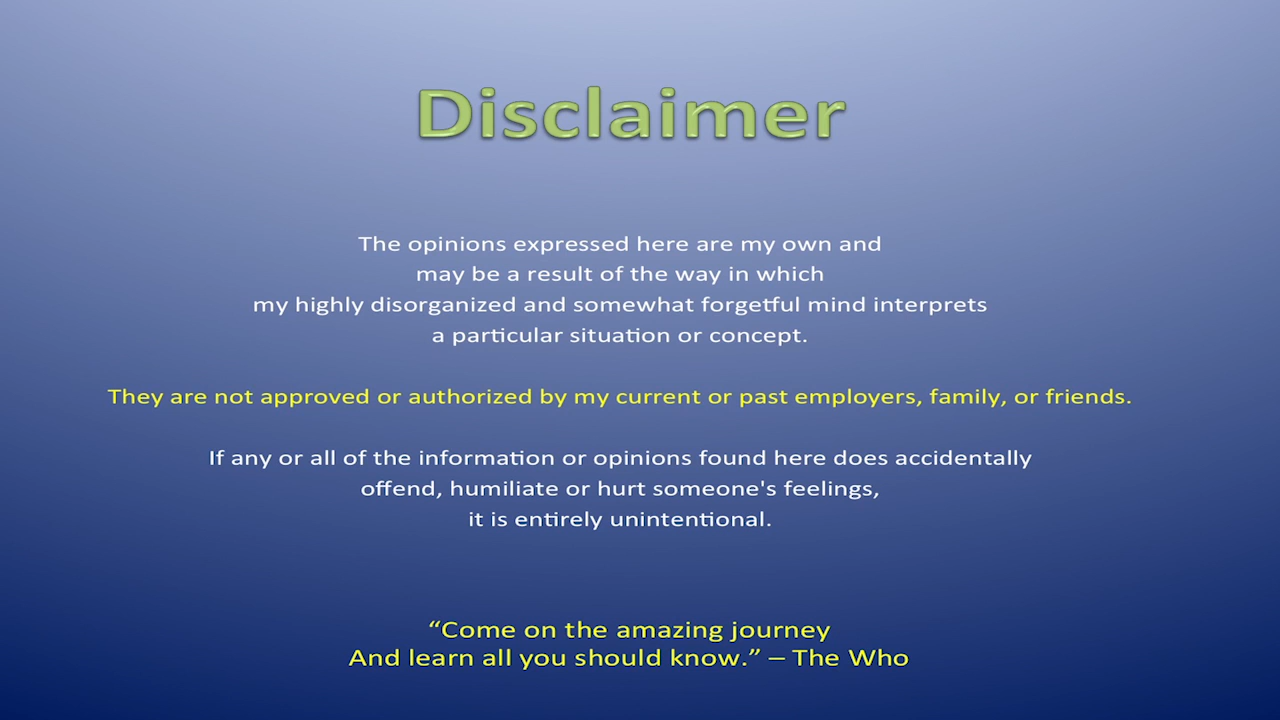 Disclaimer
The opinions expressed here are my own and
may be a result of the way in which
my highly disorganized and somewhat forgetful mind interprets
a particular situation or concept.
They are not approved or authorized by my current or past employers, family, or friends.
If any or all of the information or opinions found here does accidentally
offend, humiliate or hurt someone's feelings,
it is entirely unintentional.
“Come on the amazing journey
And learn all you should know.” – The Who